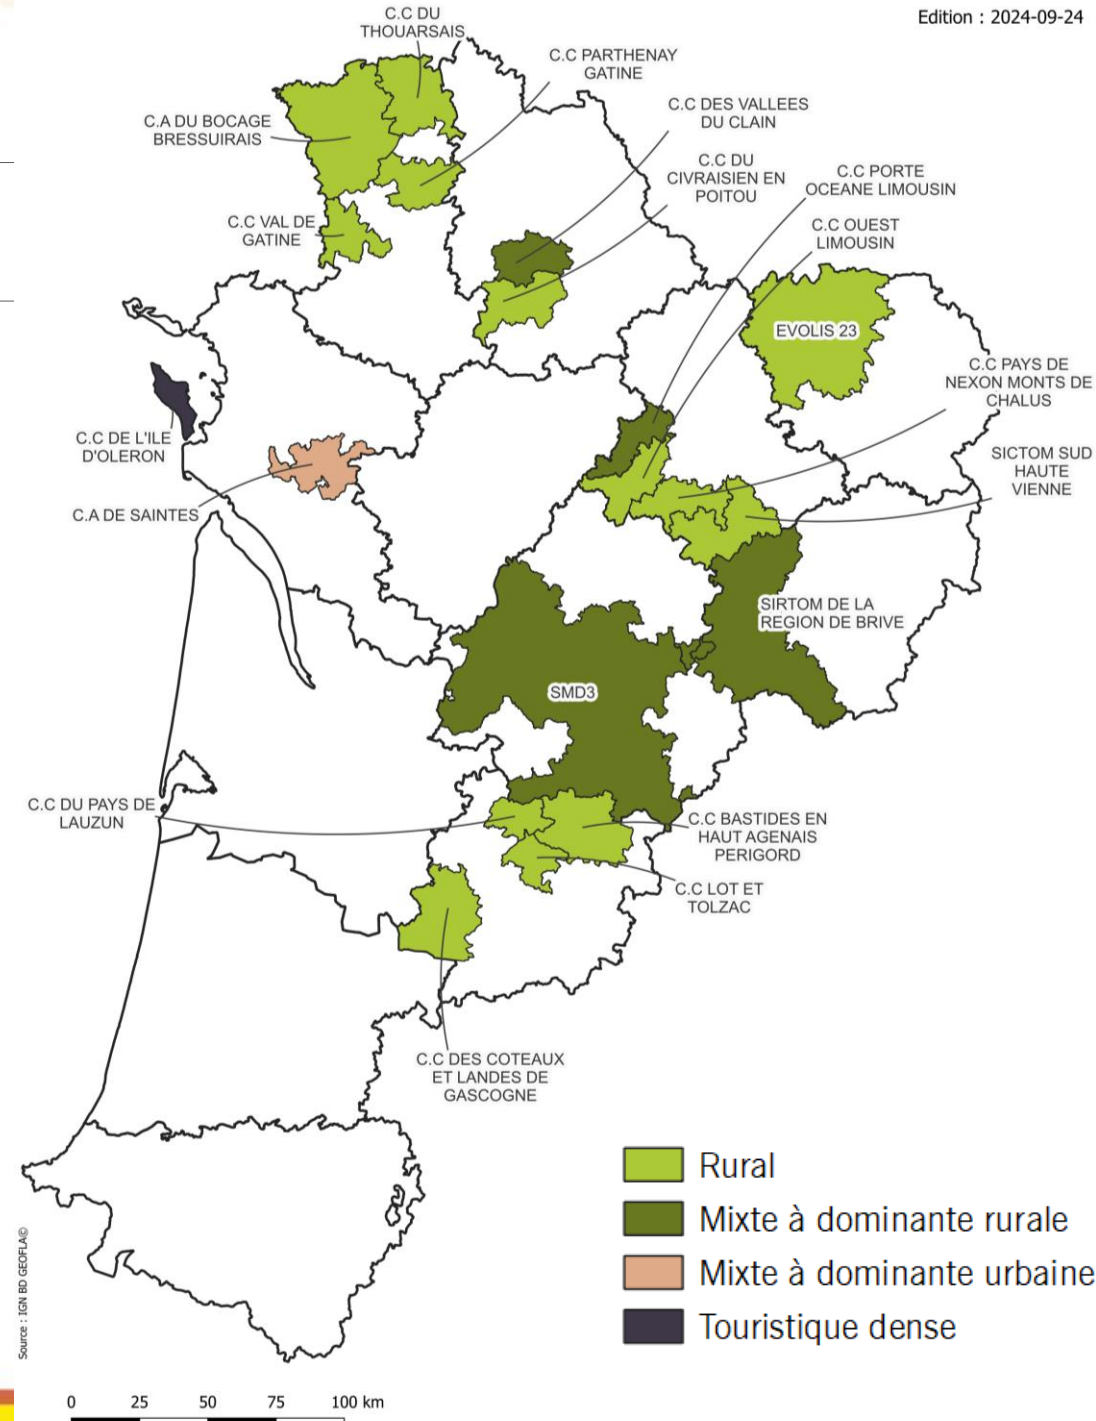 Edition : 2024-09-24
C.C DU
THOUARSAIS
C.C PARTHENAY
GATINE
C.A DU BOCAGE
BRESSUIRAIS
C.C DES VALLEES
DU CLAIN
C.C DU
CIVRAISIEN EN
POITOU
C.C PORTE
OCEANE LIMOUSIN
C.C VAL DE
GATINE
C.C OUEST
LIMOUSIN
EVOLIS 23
C.C PAYS DE
NEXON MONTS DE
CHALUS
C.C DE L'ILE
D'OLERON
SICTOM SUD
HAUTE
VIENNE
C.A DE SAINTES
SIRTOM DE LA
REGION DE BRIVE
SMD3
C.C DU PAYS DE
LAUZUN
C.C BASTIDES EN
HAUT AGENAIS
PERIGORD
C.C LOT ET
TOLZAC
C.C DES COTEAUX
ET LANDES DE
GASCOGNE
Rural
Mixte à dominante rurale
Mixte à dominante urbaine
Touristique dense
Source : IGN BD GEOFLA©
0 25 50 75 100 km